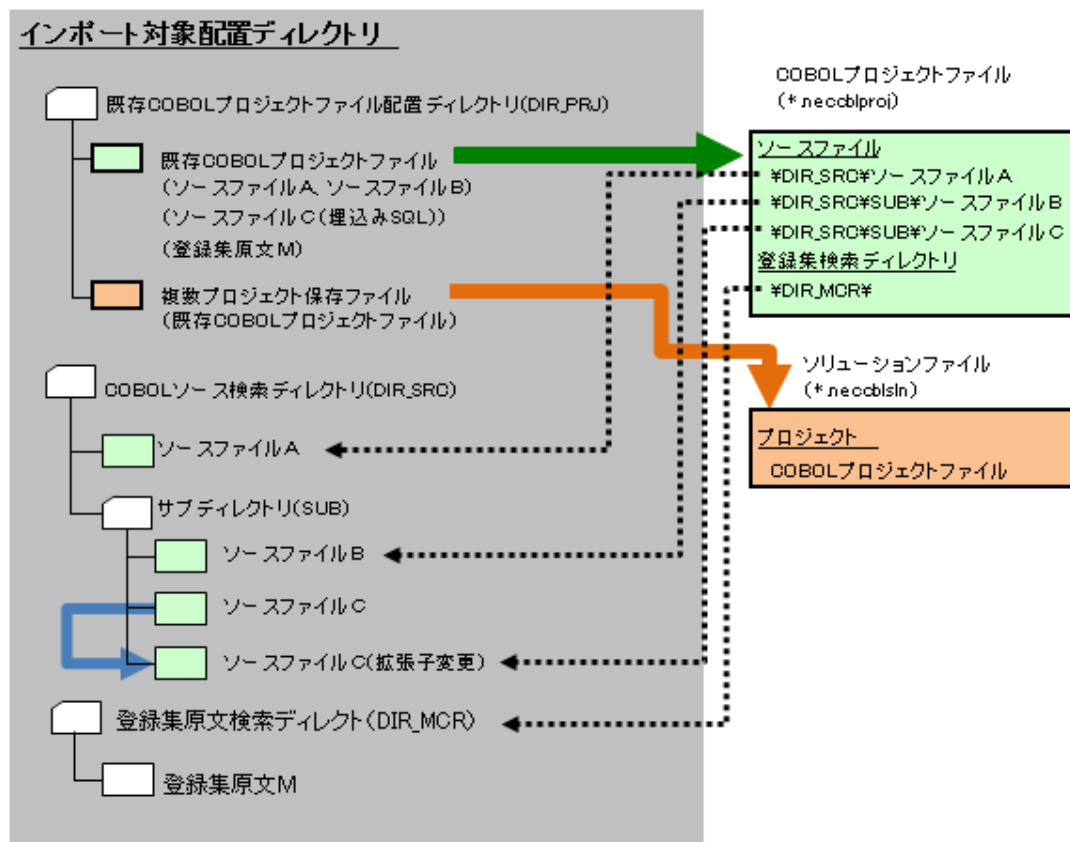 インポート対象配置ディレクトリ
既存COBOLプロジェクトファイル配置ディレクトリ(DIR_PRJ)
既存COBOLプロジェクトファイル
(ソースファイルA, ソースファイルB)
(ソースファイルC(埋込みSQL))
(登録集原文M)
複数プロジェクト保存ファイル
(既存COBOLプロジェクトファイル)
COBOLソース検索ディレクトリ(DIR_SRC)
ソースファイルA
サブディレクトリ(SUB)
ソースファイルB
ソースファイルC
ソースファイルC(拡張子変更)
登録集原文検索ディレクト(DIR_MCR)
登録集原文M
COBOLプロジェクトファイル
(*.neccblproj)
ソースファイル
¥DIR_SRC¥ソースファイルA
¥DIR_SRC¥SUB¥ソースファイルB
¥DIR_SRC¥SUB¥ソースファイルC
登録集検索ディレクトリ
¥DIR_MCR¥
ソリューションファイル
(*.neccblsln)
プロジェクト
COBOLプロジェクトファイル